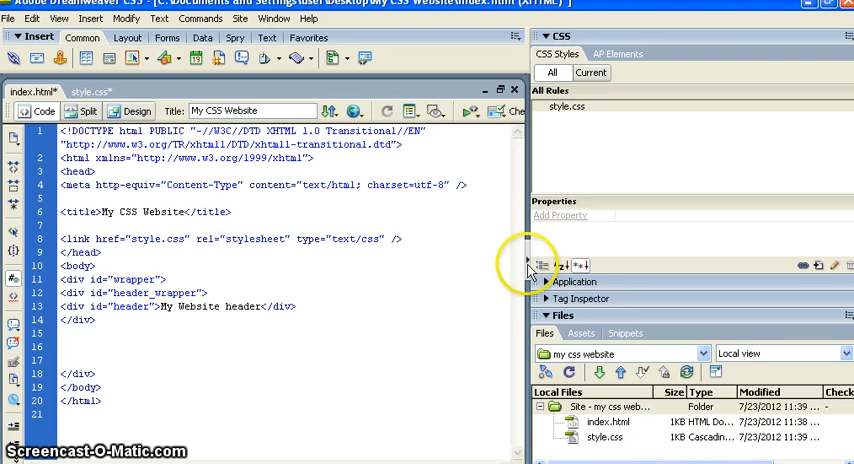 Adobe Dreamweaver CS3 - [C:\Documents and Settings\user\Desktop\My CSS Website\index.html (XHTML)*]
View Insert Modify Text Commands Site Window Help
Insert Common Layout Forms Data Spry Text Favorites
index.html* style.css*
Code Split Design Title: My CSS Website Che
1 <!DOCTYPE html PUBLIC "-//W3C//DTD XHTML 1.0 Transitional//EN"
"http://www.w3.org/TR/xhtml1/DTD/xhtml1-transitional.dtd">
2 <html xmlns="http://www.w3.org/1999/xhtml">
3 <head>
4 <meta http-equiv="Content-Type" content="text/html; charset=utf-8" />
5
6 <title>My CSS Website</title>
7
8 <link href="style.css" rel="stylesheet" type="text/css" />
9 </head>
10 <body>
11 <div id="wrapper">
12 <div id="header_wrapper">
13 <div id="header">My Website header</div>
14 </div>
15
16
17
18 </div>
19 </body>
20 </html>
21
CSS
CSS Styles AP Elements
All Current
All Rules
style.css
Properties
Add Property
Application
Tag Inspector
Files
Files Assets Snippets
my css website Local view
Local Files Size Type Modified Check
Site - my css web... Folder 7/23/2012 11:39 ... -
index.html 1KB HTML Do... 7/23/2012 11:38 ...
style.css 1KB Cascadin... 7/23/2012 11:39 ...
Screencast-O-Matic.com